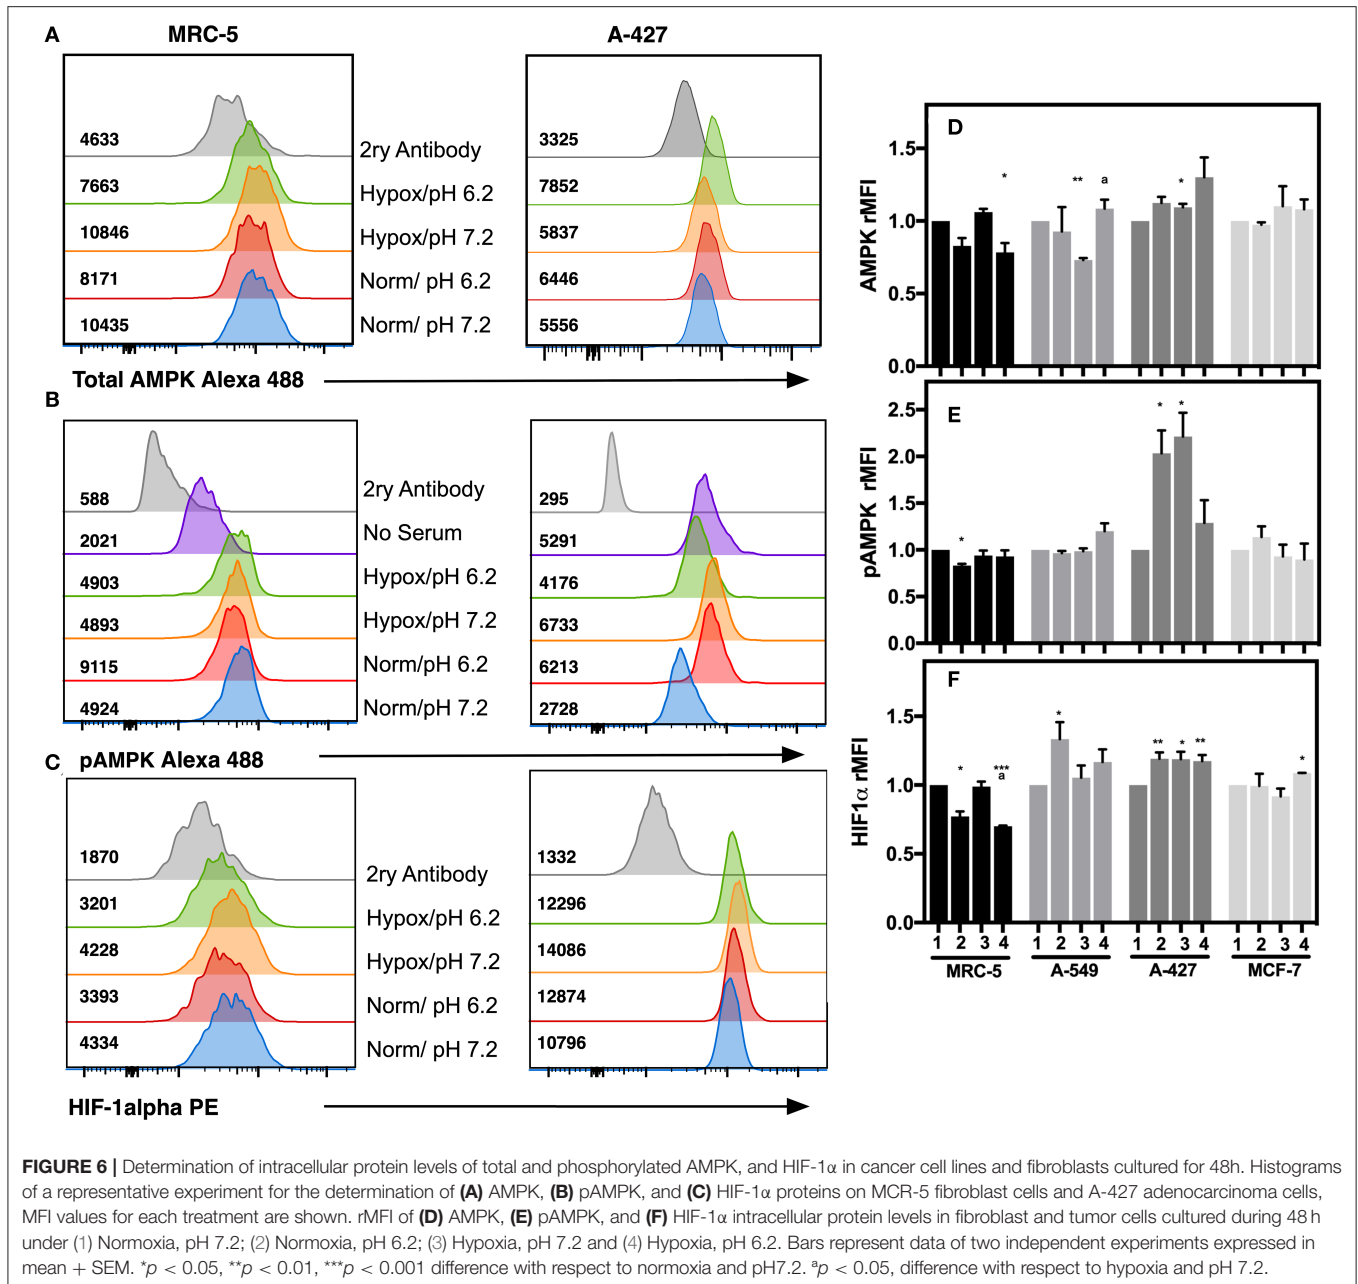 A
MRC-5
A-427
4633
7663
10846
8171
10435
2ry Antibody
Hypox/pH 6.2
Hypox/pH 7.2
Norm/ pH 6.2
Norm/ pH 7.2
3325
7852
5837
6446
5556
Total AMPK Alexa 488
B
588
2021
4903
4893
9115
4924
2ry Antibody
No Serum
Hypox/pH 6.2
Hypox/pH 7.2
Norm/pH 6.2
Norm/pH 7.2
295
5291
4176
6733
6213
2728
pAMPK Alexa 488
C
1870
3201
4228
3393
4334
2ry Antibody
Hypox/pH 6.2
Hypox/pH 7.2
Norm/ pH 6.2
Norm/ pH 7.2
1332
12296
14086
12874
10796
HIF-1alpha PE
D
AMPK rMFI
1.5
1.0
0.5
0.0
*
**
a
*
E
pAMPK rMFI
2.5
2.0
1.5
1.0
0.5
0.0
*
*
*
F
HIF1α rMFI
1.5
1.0
0.5
0.0
*
***
a
*
**
*
**
*
1 2 3 4 1 2 3 4 1 2 3 4 1 2 3 4
MRC-5 A-549 A-427 MCF-7
FIGURE 6 | Determination of intracellular protein levels of total and phosphorylated AMPK, and HIF-1α in cancer cell lines and fibroblasts cultured for 48h. Histograms
of a representative experiment for the determination of (A) AMPK, (B) pAMPK, and (C) HIF-1α proteins on MCR-5 fibroblast cells and A-427 adenocarcinoma cells,
MFI values for each treatment are shown. rMFI of (D) AMPK, (E) pAMPK, and (F) HIF-1α intracellular protein levels in fibroblast and tumor cells cultured during 48 h
under (1) Normoxia, pH 7.2; (2) Normoxia, pH 6.2; (3) Hypoxia, pH 7.2 and (4) Hypoxia, pH 6.2. Bars represent data of two independent experiments expressed in
mean + SEM. *p < 0.05, **p < 0.01, ***p < 0.001 difference with respect to normoxia and pH7.2. ᵃp < 0.05, difference with respect to hypoxia and pH 7.2.